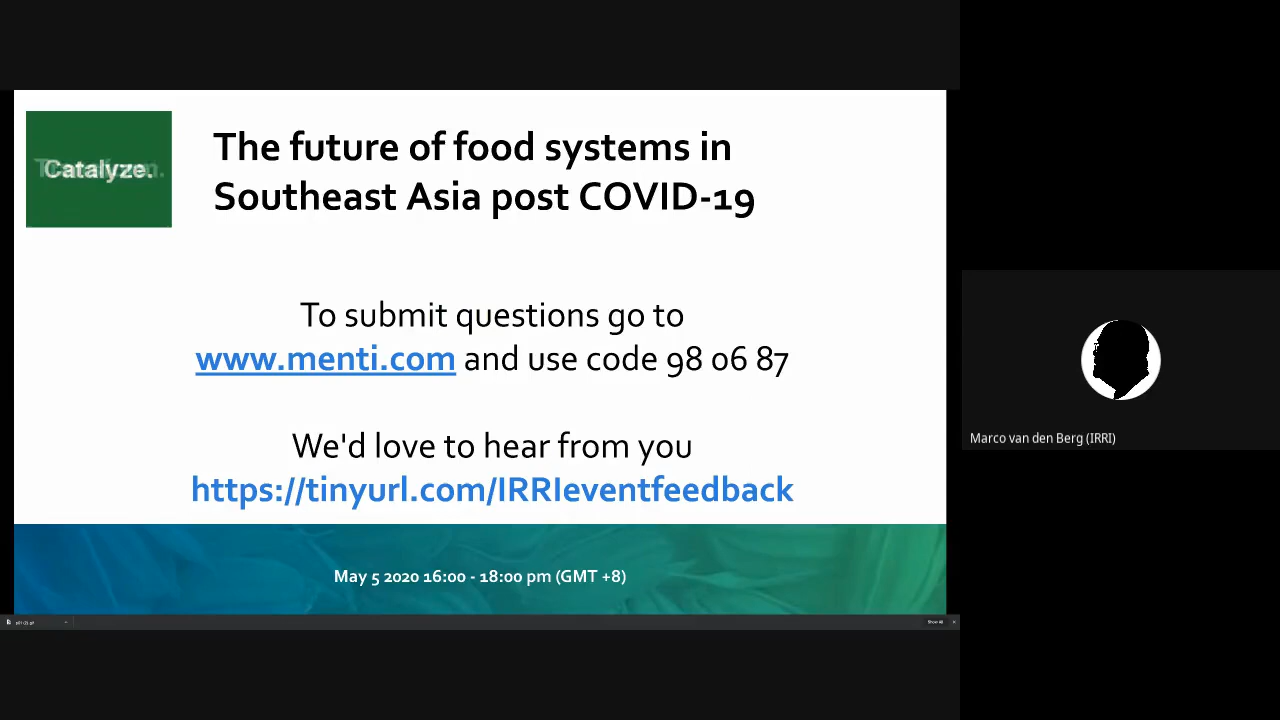 Catalyze.
The future of food systems in
Southeast Asia post COVID-19
To submit questions go to
www.menti.com and use code 98 06 87
We'd love to hear from you
https://tinyurl.com/IRRIeventfeedback
May 5 2020 16:00 - 18:00 pm (GMT +8)
Marco van den Berg (IRRI)
Show All